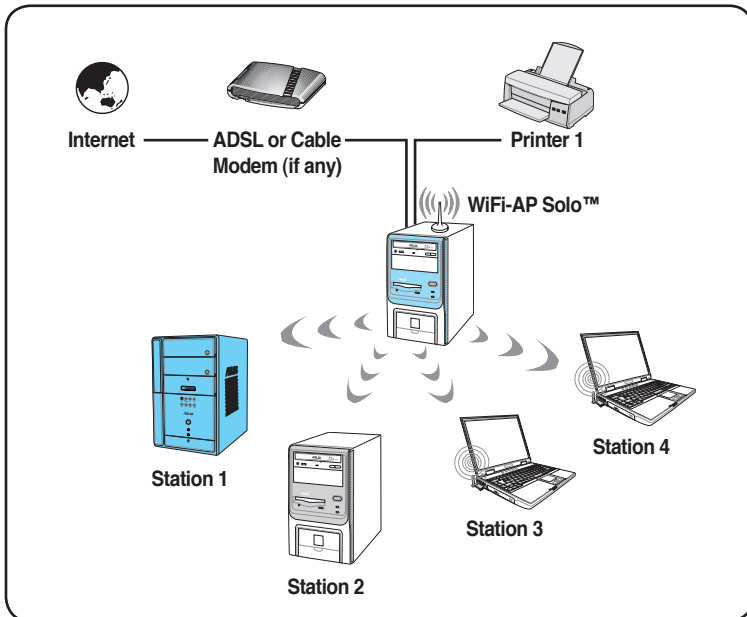 Internet
ADSL or Cable
Modem (if any)
Printer 1
WiFi-AP Solo™
Station 1
Station 2
Station 3
Station 4